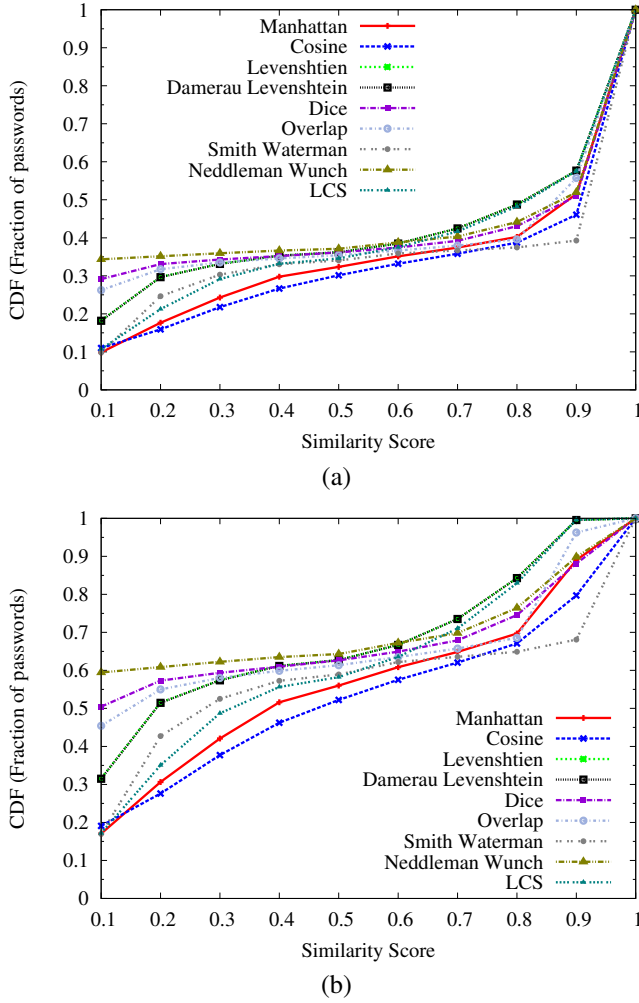 1
0.9
0.8
0.7
0.6
0.5
0.4
0.3
0.2
0.1
0
CDF (Fraction of passwords)
Manhattan
Cosine
Levenshtien
Damerau Levenshtein
Dice
Overlap
Smith Waterman
Neddleman Wunch
LCS
0.1 0.2 0.3 0.4 0.5 0.6 0.7 0.8 0.9 1
Similarity Score
(a)
1
0.9
0.8
0.7
0.6
0.5
0.4
0.3
0.2
0.1
0
CDF (Fraction of passwords)
Manhattan
Cosine
Levenshtien
Damerau Levenshtein
Dice
Overlap
Smith Waterman
Neddleman Wunch
LCS
0.1 0.2 0.3 0.4 0.5 0.6 0.7 0.8 0.9 1
Similarity Score
(b)